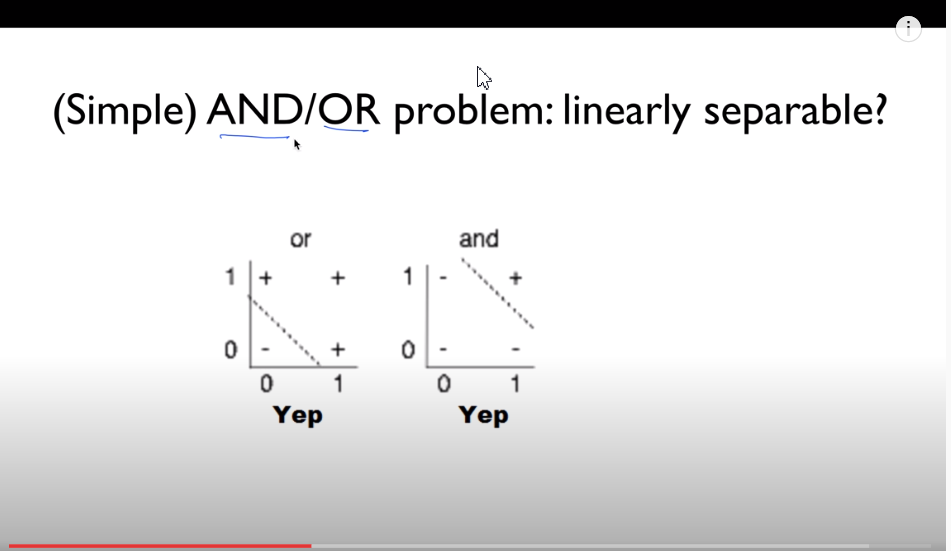 (Simple) AND/OR problem: linearly separable?
or and
1 + + 1 - +
0 - + 0 - -
0 1 0 1
Yep Yep